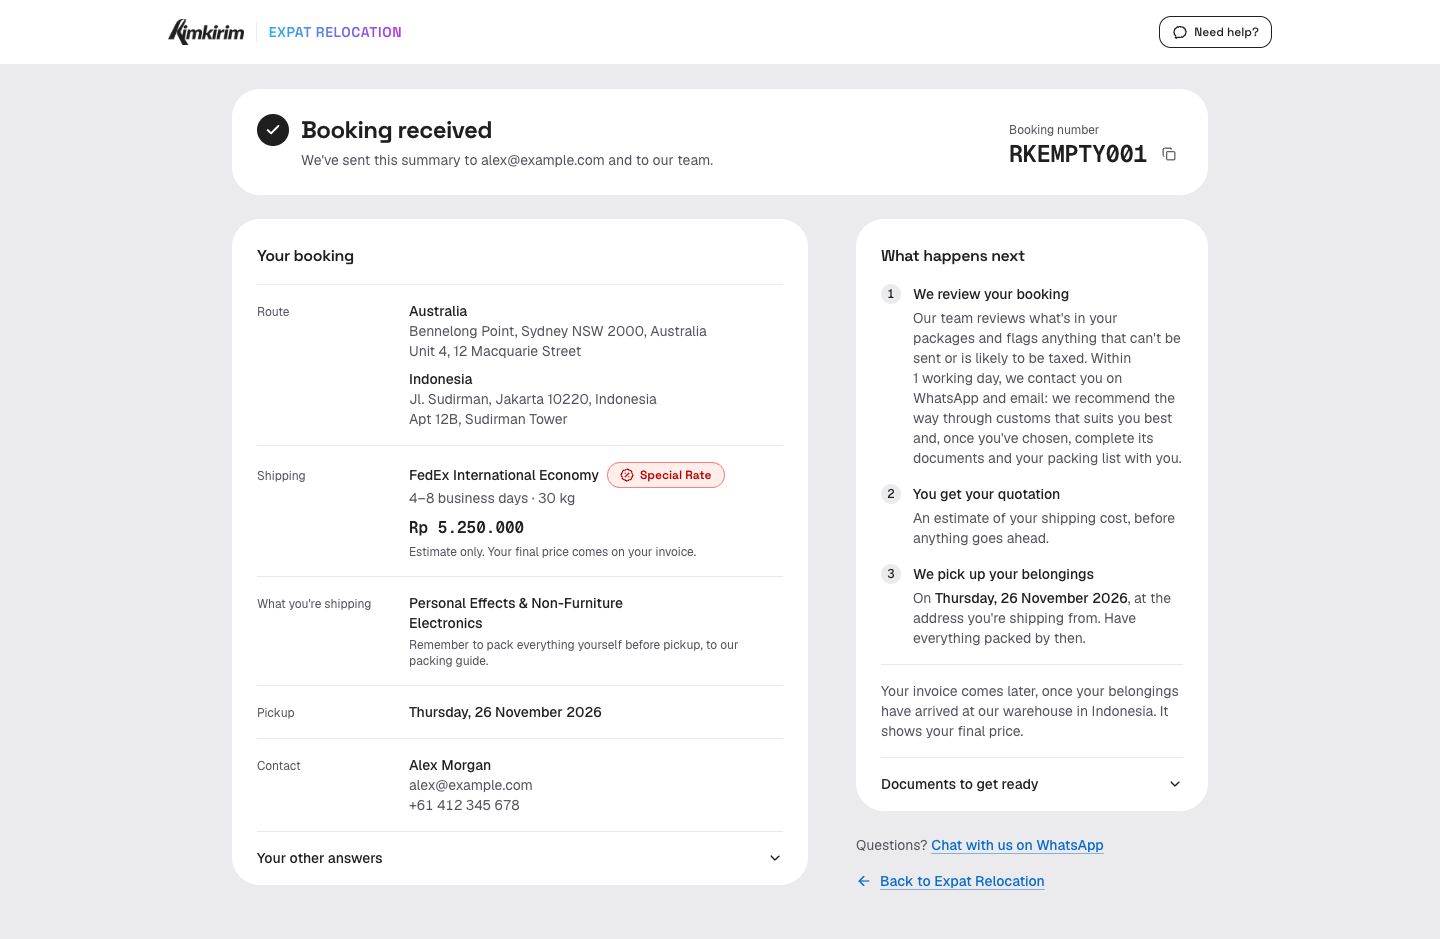 Kimkirim
EXPAT RELOCATION
Need help?
Booking received
We've sent this summary to alex@example.com and to our team.
Booking number
RKEMPTY001
Your booking
Route
Australia
Bennelong Point, Sydney NSW 2000, Australia
Unit 4, 12 Macquarie Street
Indonesia
Jl. Sudirman, Jakarta 10220, Indonesia
Apt 12B, Sudirman Tower
Shipping
FedEx International Economy
Special Rate
4–8 business days · 30 kg
Rp 5.250.000
Estimate only. Your final price comes on your invoice.
What you're shipping
Personal Effects & Non-Furniture
Electronics
Remember to pack everything yourself before pickup, to our
packing guide.
Pickup
Thursday, 26 November 2026
Contact
Alex Morgan
alex@example.com
+61 412 345 678
Your other answers
What happens next
1
We review your booking
Our team reviews what's in your
packages and flags anything that can't be
sent or is likely to be taxed. Within
1 working day, we contact you on
WhatsApp and email: we recommend the
way through customs that suits you best
and, once you've chosen, complete its
documents and your packing list with you.
2
You get your quotation
An estimate of your shipping cost, before
anything goes ahead.
3
We pick up your belongings
On Thursday, 26 November 2026, at the
address you're shipping from. Have
everything packed by then.
Your invoice comes later, once your belongings
have arrived at our warehouse in Indonesia. It
shows your final price.
Documents to get ready
Questions? Chat with us on WhatsApp
Back to Expat Relocation